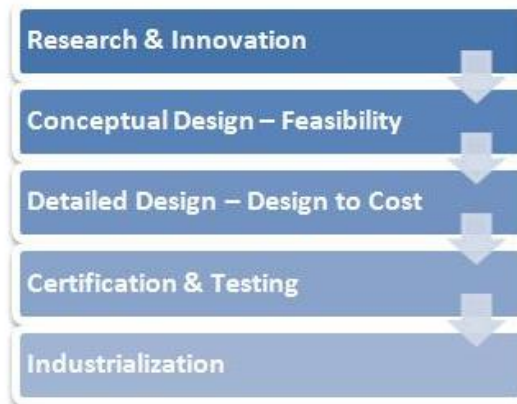 Research & Innovation
Conceptual Design – Feasibility
Detailed Design – Design to Cost
Certification & Testing
Industrialization